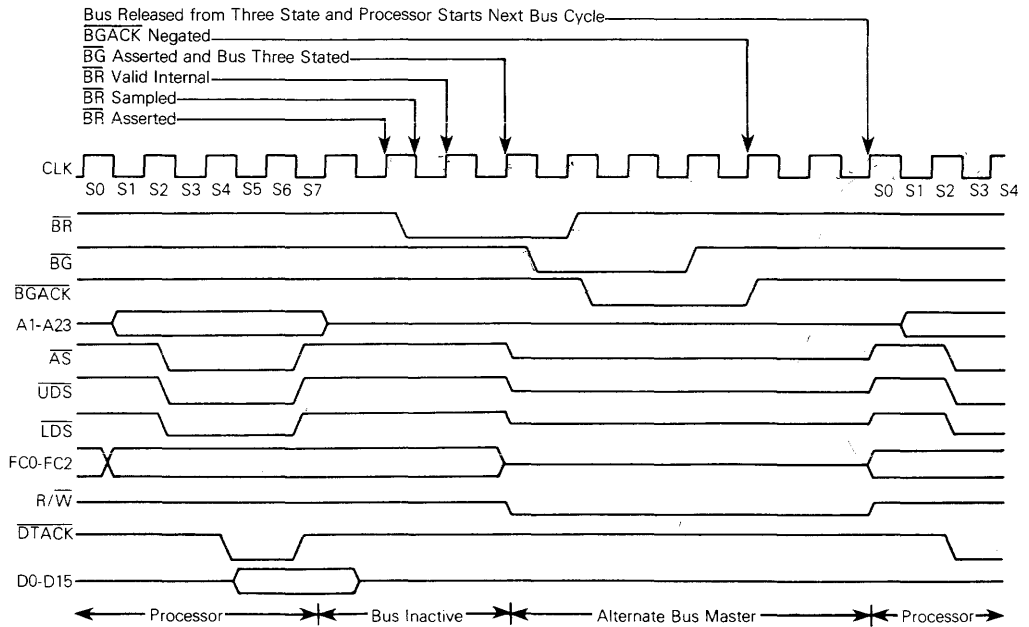 Bus Released from Three State and Processor Starts Next Bus Cycle
BGACK Negated
BG Asserted and Bus Three Stated
BR Valid Internal
BR Sampled
BR Asserted
CLK
S0 S1 S2 S3 S4 S5 S6 S7 S0 S1 S2 S3 S4
BR
BG
BGACK
A1-A23
AS
UDS
LDS
FC0-FC2
R/W
DTACK
D0-D15
Processor Bus Inactive Alternate Bus Master Processor